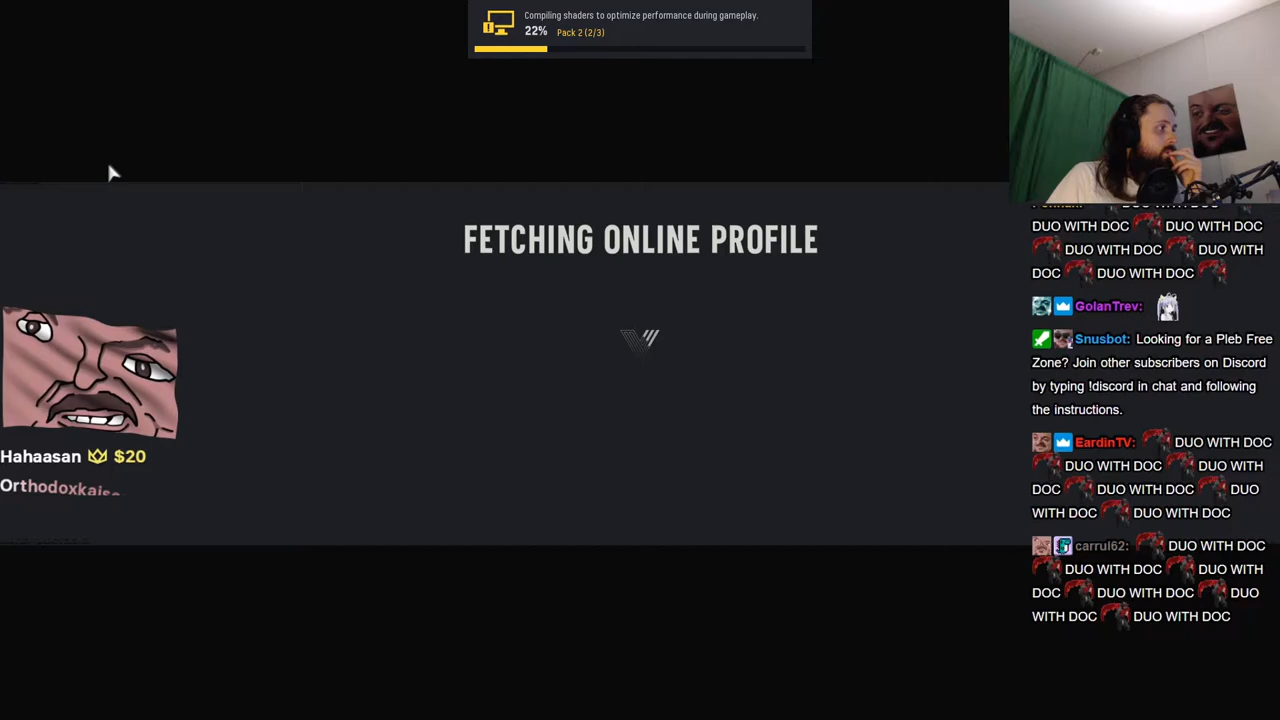 Compiling shaders to optimize performance during gameplay.
22% Pack 2 (2/3)
FETCHING ONLINE PROFILE
Hahaasan $20
DUO WITH DOC
DUO WITH DOC DUO WITH DOC
DUO WITH DOC DUO WITH
DOC DUO WITH DOC
GolanTrev:
Snusbot: Looking for a Pleb Free
Zone? Join other subscribers on Discord
by typing !discord in chat and following
the instructions.
EardinTV: DUO WITH DOC
DUO WITH DOC DUO WITH
DOC DUO WITH DOC DUO
WITH DOC DUO WITH DOC
carrul62: DUO WITH DOC
DUO WITH DOC DUO WITH
DOC DUO WITH DOC DUO
WITH DOC DUO WITH DOC